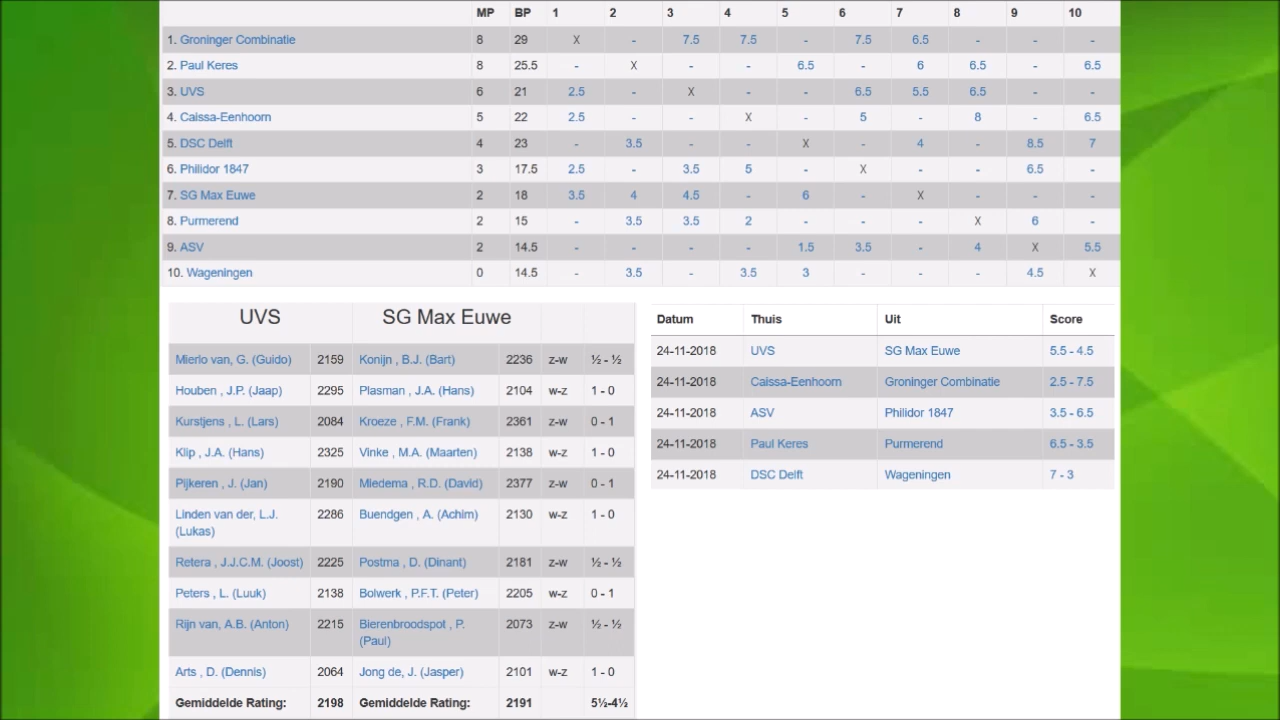 MP BP 1 2 3 4 5 6 7 8 9 10
1. Groninger Combinatie 8 29 X - 7.5 7.5 - 7.5 6.5 - - -
2. Paul Keres 8 25.5 - X - - 6.5 - 6 6.5 - 6.5
3. UVS 6 21 2.5 - X - - 6.5 5.5 6.5 - -
4. Caissa-Eenhoorn 5 22 2.5 - - X - 5 - 8 - 6.5
5. DSC Delft 4 23 - 3.5 - - X - 4 - 8.5 7
6. Philidor 1847 3 17.5 2.5 - 3.5 5 - X - - 6.5 -
7. SG Max Euwe 2 18 3.5 4 4.5 - 6 - X - - -
8. Purmerend 2 15 - 3.5 3.5 2 - - - X 6 -
9. ASV 2 14.5 - - - - 1.5 3.5 - 4 X 5.5
10. Wageningen 0 14.5 - 3.5 - 3.5 3 - - - 4.5 X
UVS SG Max Euwe
Mierlo van, G. (Guido) 2159 Konijn , B.J. (Bart) 2236 z-w ½ - ½
Houben , J.P. (Jaap) 2295 Plasman , J.A. (Hans) 2104 w-z 1 - 0
Kurstjens , L. (Lars) 2084 Kroeze , F.M. (Frank) 2361 z-w 0 - 1
Klip , J.A. (Hans) 2325 Vinke , M.A. (Maarten) 2138 w-z 1 - 0
Pijkeren , J. (Jan) 2190 Miedema , R.D. (David) 2377 z-w 0 - 1
Linden van der, L.J. (Lukas) 2286 Buendgen , A. (Achim) 2130 w-z 1 - 0
Retera , J.J.C.M. (Joost) 2225 Postma , D. (Dinant) 2181 z-w ½ - ½
Peters , L. (Luuk) 2138 Bolwerk , P.F.T. (Peter) 2205 w-z 0 - 1
Rijn van, A.B. (Anton) 2215 Bierenbroodspot , P. (Paul) 2073 z-w ½ - ½
Arts , D. (Dennis) 2064 Jong de, J. (Jasper) 2101 w-z 1 - 0
Gemiddelde Rating: 2198 Gemiddelde Rating: 2191 5½-4½
Datum Thuis Uit Score
24-11-2018 UVS SG Max Euwe 5.5 - 4.5
24-11-2018 Caissa-Eenhoorn Groninger Combinatie 2.5 - 7.5
24-11-2018 ASV Philidor 1847 3.5 - 6.5
24-11-2018 Paul Keres Purmerend 6.5 - 3.5
24-11-2018 DSC Delft Wageningen 7 - 3